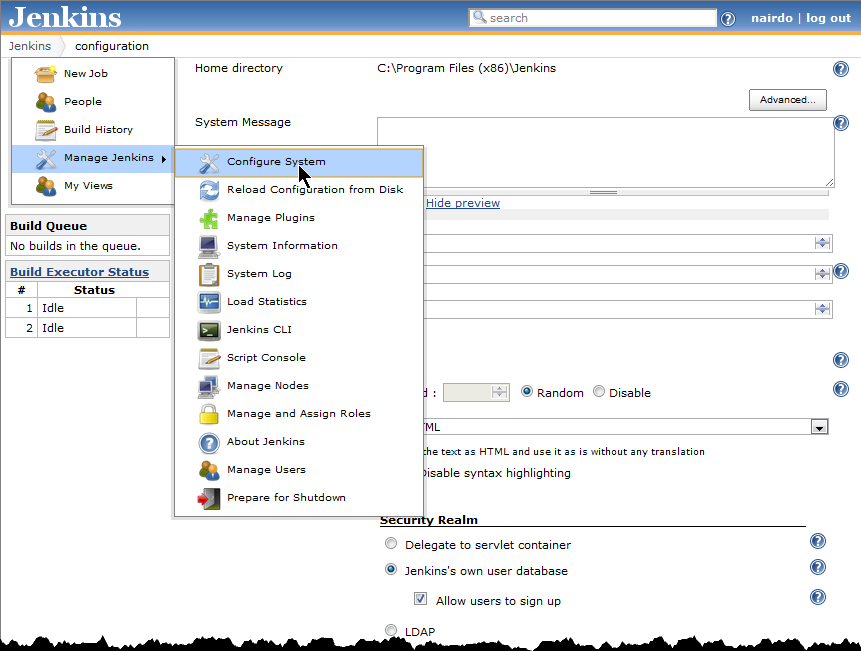 Jenkins
search
nairdo | log out
Jenkins configuration
New Job
People
Build History
Manage Jenkins
My Views
Build Queue
No builds in the queue.
Build Executor Status
# Status
1 Idle
2 Idle
Configure System
Reload Configuration from Disk
Manage Plugins
System Information
System Log
Load Statistics
Jenkins CLI
Script Console
Manage Nodes
Manage and Assign Roles
About Jenkins
Manage Users
Prepare for Shutdown
Home directory C:\Program Files (x86)\Jenkins
Advanced...
System Message
Hide preview
d : Random Disable
the text as HTML and use it as is without any translation
Disable syntax highlighting
Security Realm
Delegate to servlet container
Jenkins's own user database
Allow users to sign up
LDAP